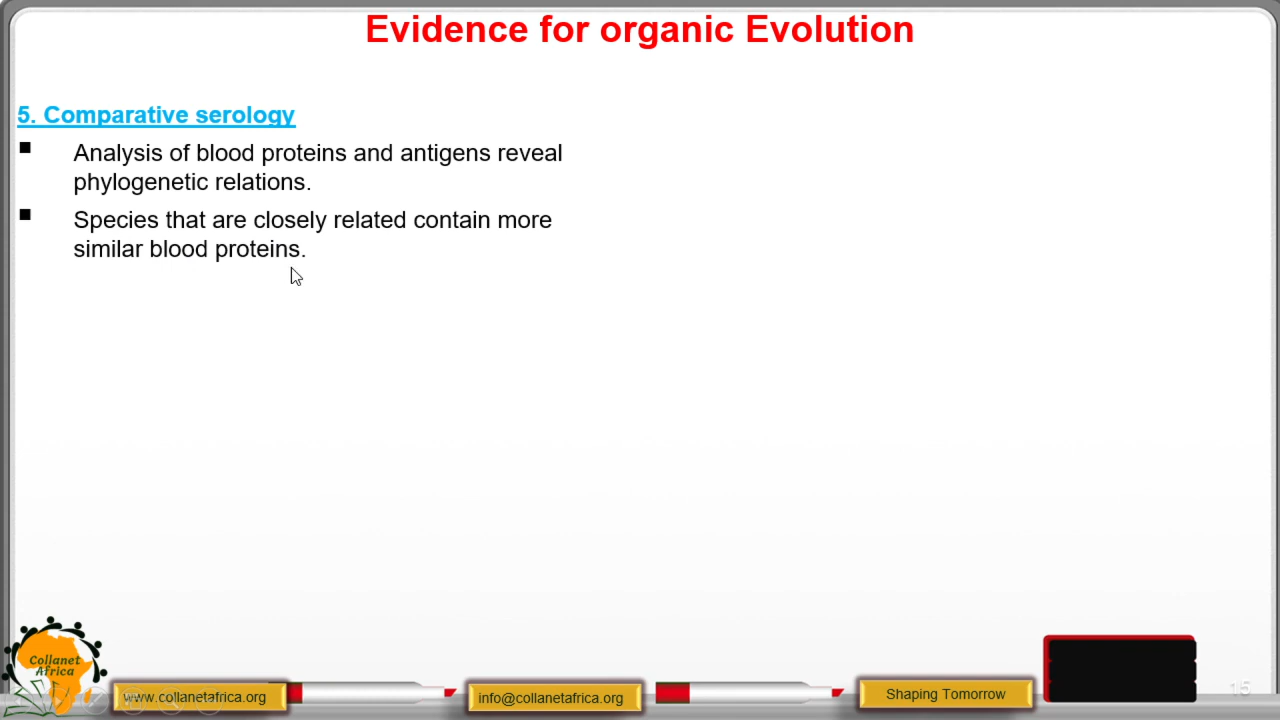 Evidence for organic Evolution
5. Comparative serology
Analysis of blood proteins and antigens reveal
phylogenetic relations.
Species that are closely related contain more
similar blood proteins.
Collanet
Africa
www.collanetafrica.org
info@collanetafrica.org
Shaping Tomorrow
15